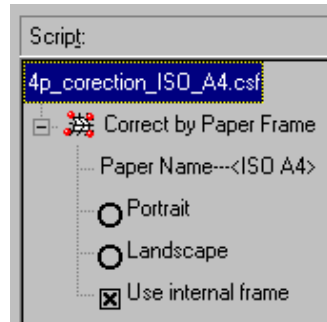 Script:
4p_corection_ISO_A4.csf
Correct by Paper Frame
Paper Name---<ISO A4>
Portrait
Landscape
Use internal frame